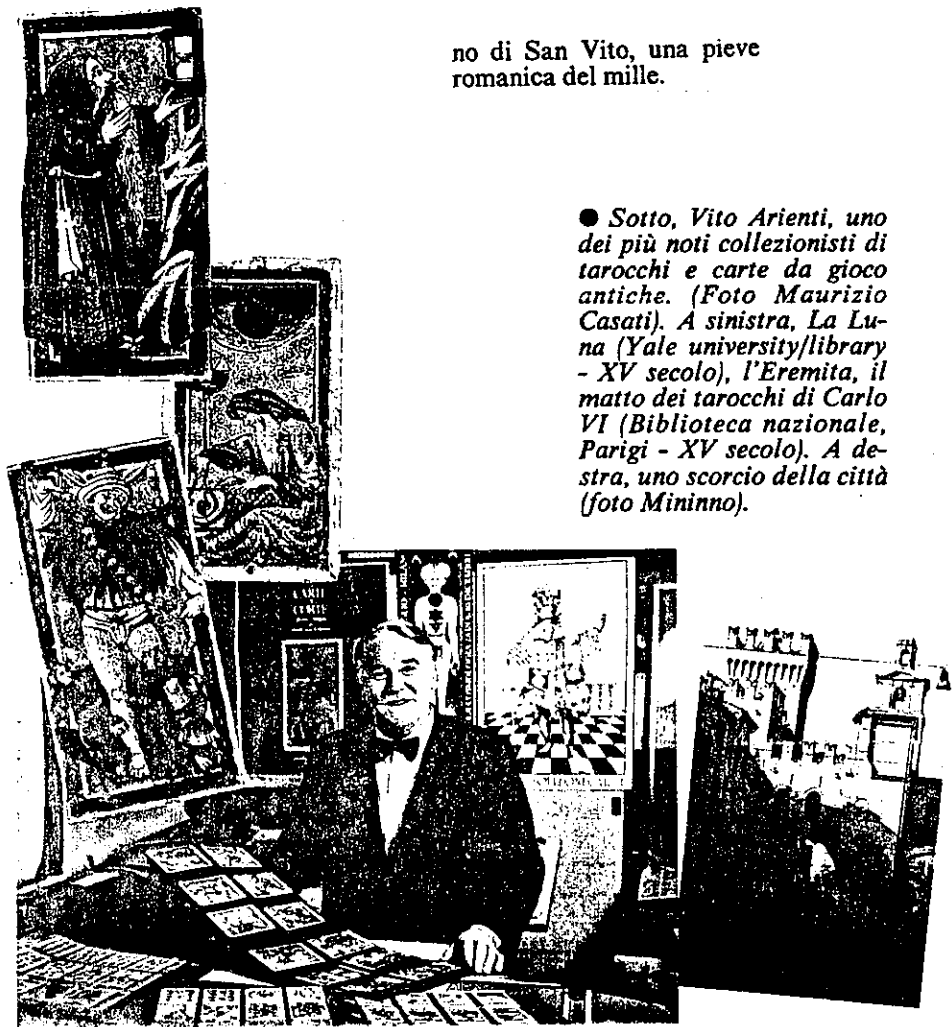 no di San Vito, una pieve
romanica del mille.
● Sotto, Vito Arienti, uno
dei più noti collezionisti di
tarocchi e carte da gioco
antiche. (Foto Maurizio
Casati). A sinistra, La Lu-
na (Yale university/library
- XV secolo), l'Eremita, il
matto dei tarocchi di Carlo
VI (Biblioteca nazionale,
Parigi - XV secolo). A de-
stra, uno scorcio della città
(foto Mininno).